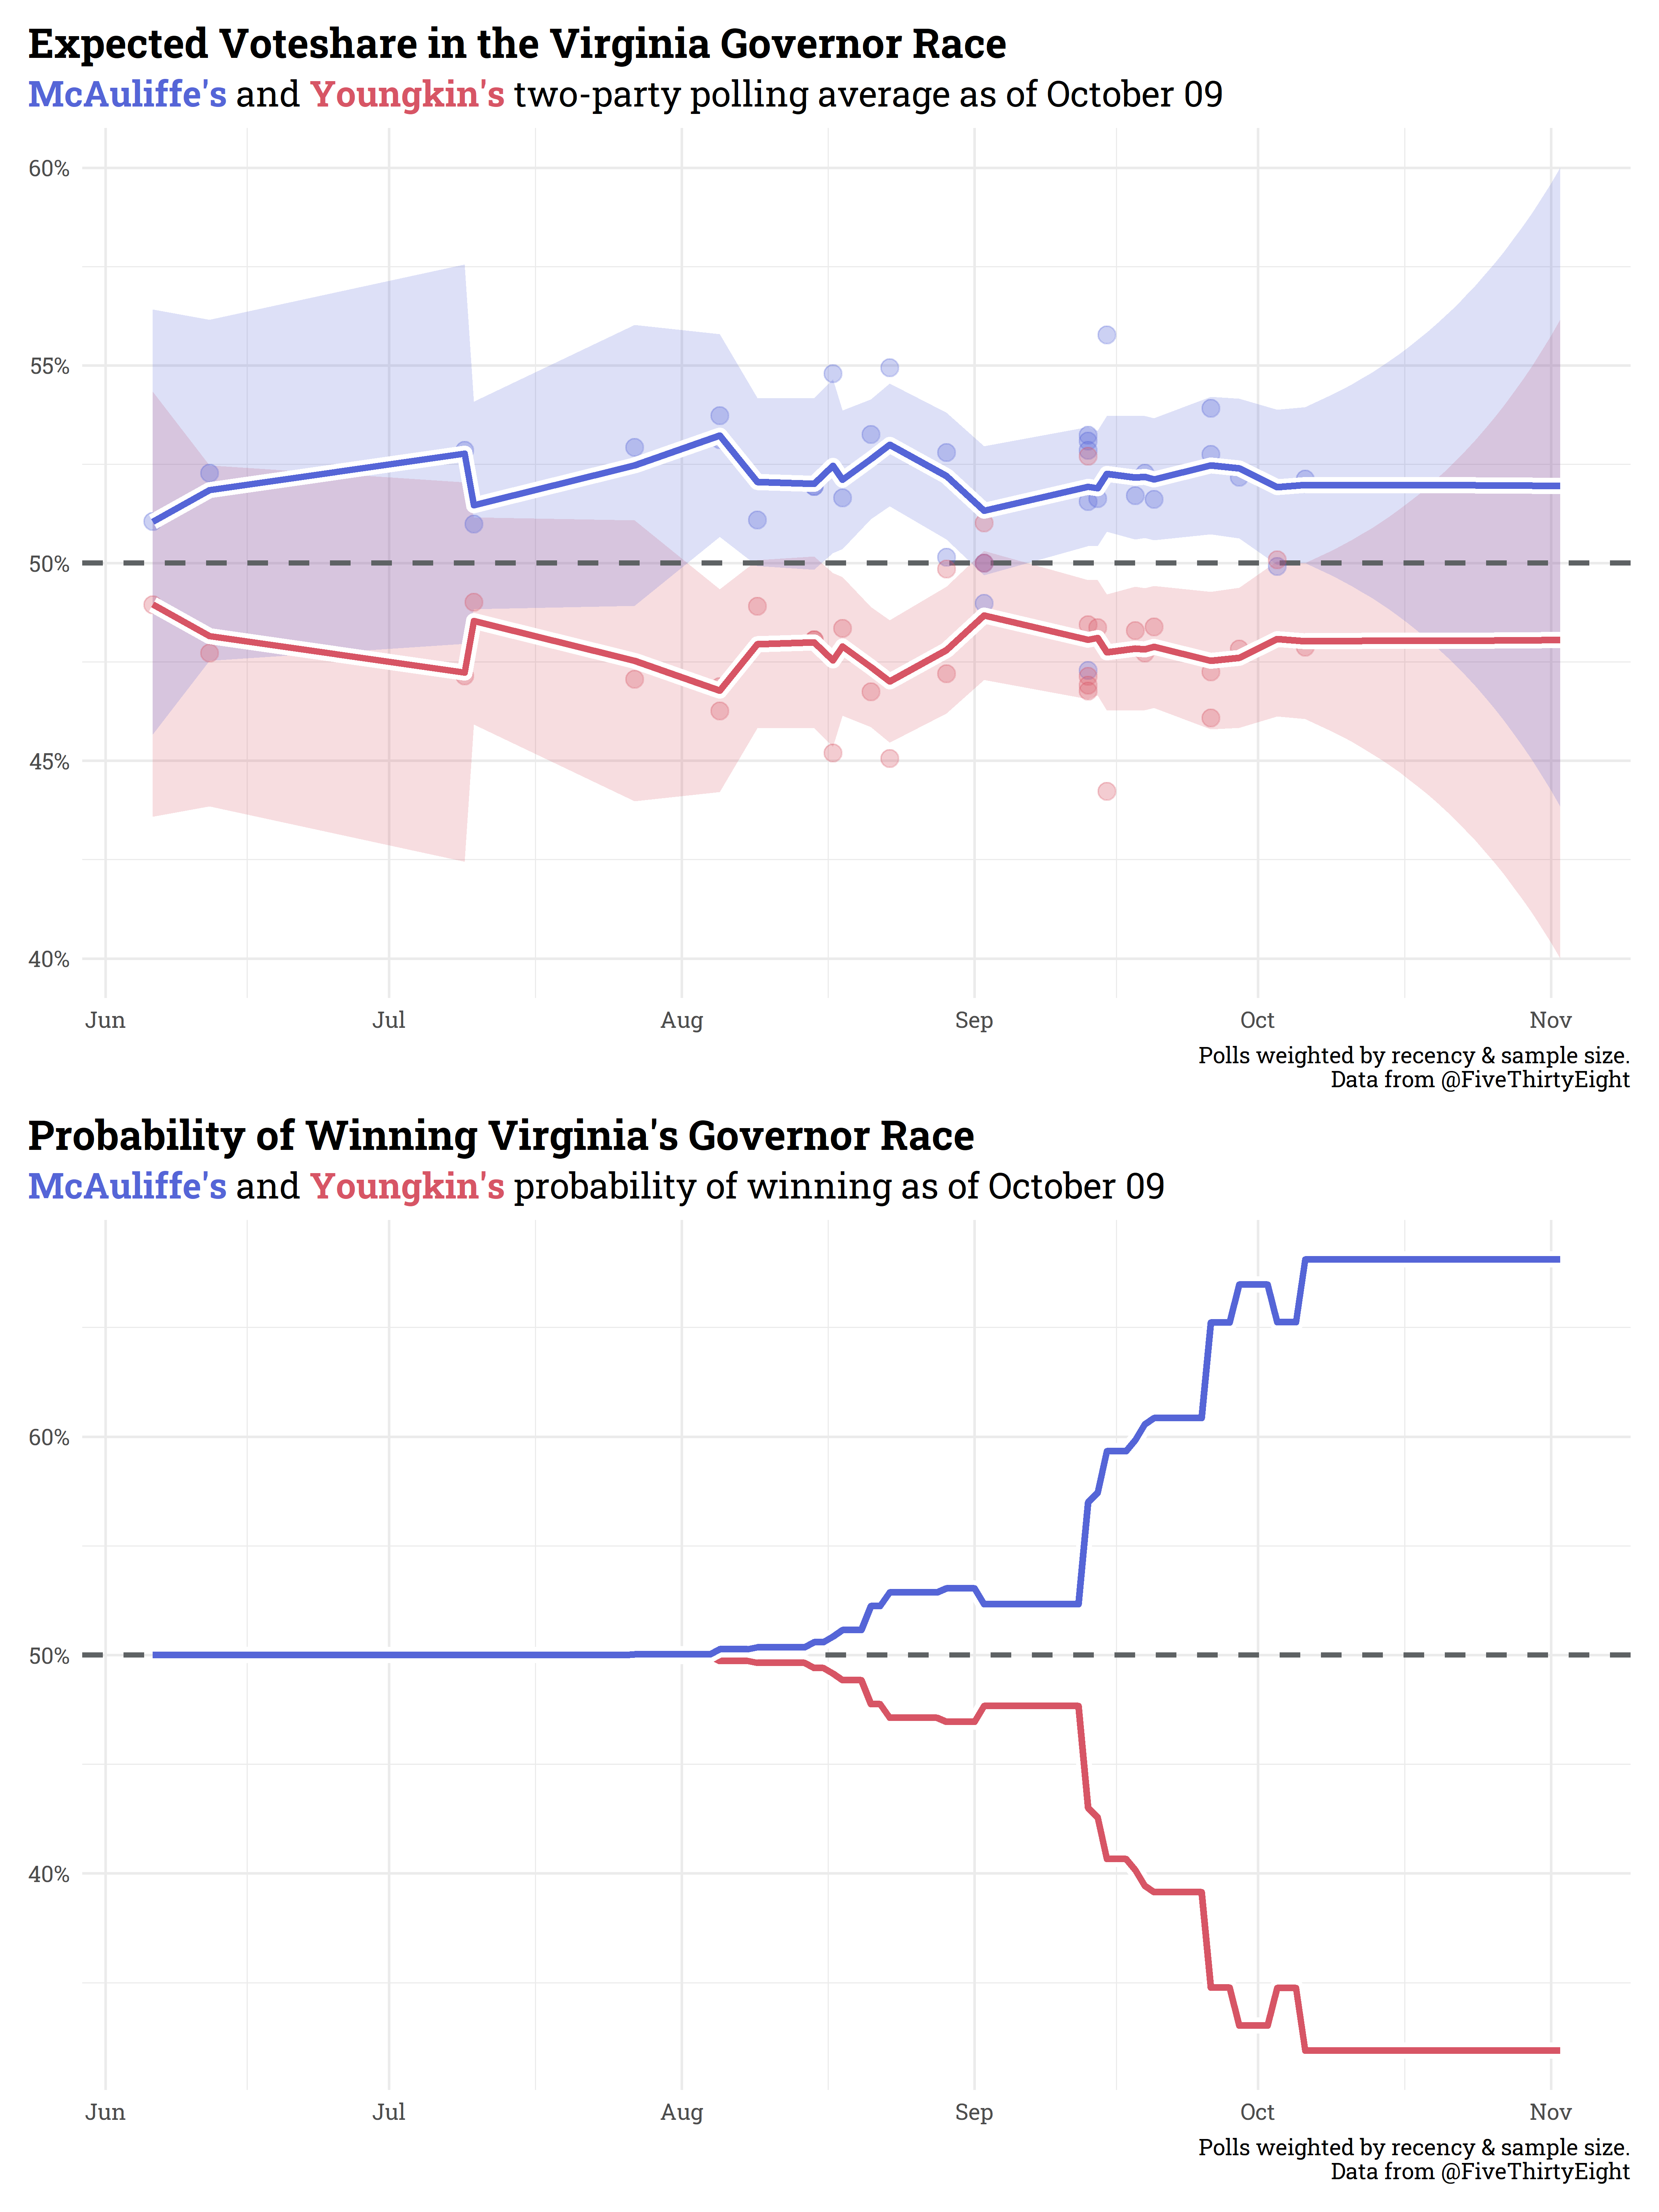 Expected Voteshare in the Virginia Governor Race
McAuliffe's and Youngkin's two-party polling average as of October 09
60%
55%
50%
45%
40%
Jun Jul Aug Sep Oct Nov
Polls weighted by recency & sample size.
Data from @FiveThirtyEight
Probability of Winning Virginia's Governor Race
McAuliffe's and Youngkin's probability of winning as of October 09
60%
50%
40%
Jun Jul Aug Sep Oct Nov
Polls weighted by recency & sample size.
Data from @FiveThirtyEight